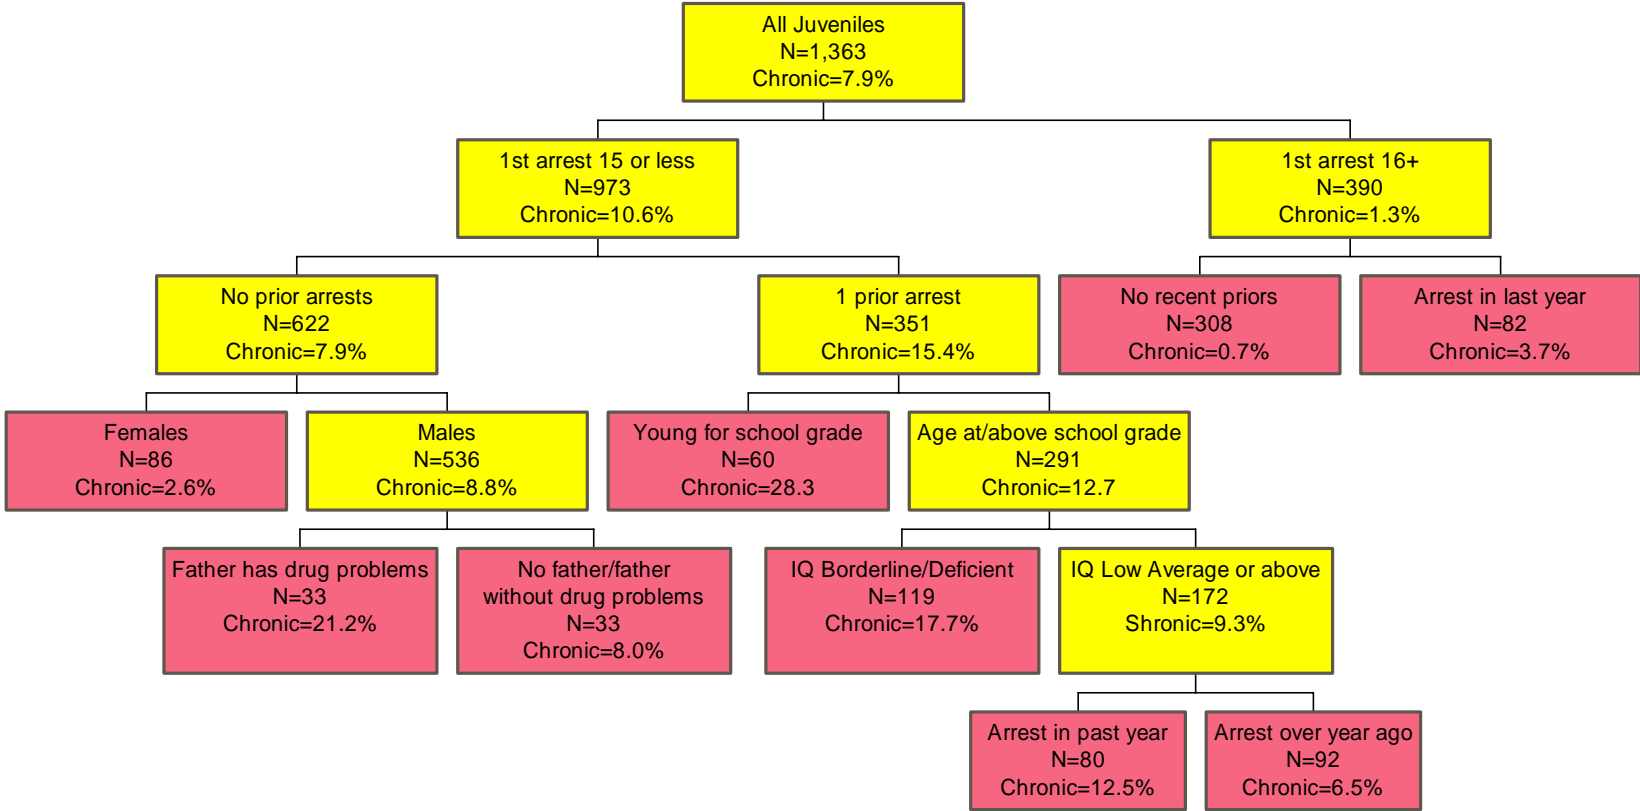 All Juveniles
N=1,363
Chronic=7.9%
1st arrest 15 or less
N=973
Chronic=10.6%
1st arrest 16+
N=390
Chronic=1.3%
No prior arrests
N=622
Chronic=7.9%
1 prior arrest
N=351
Chronic=15.4%
No recent priors
N=308
Chronic=0.7%
Arrest in last year
N=82
Chronic=3.7%
Females
N=86
Chronic=2.6%
Males
N=536
Chronic=8.8%
Young for school grade
N=60
Chronic=28.3
Age at/above school grade
N=291
Chronic=12.7
Father has drug problems
N=33
Chronic=21.2%
No father/father
without drug problems
N=33
Chronic=8.0%
IQ Borderline/Deficient
N=119
Chronic=17.7%
IQ Low Average or above
N=172
Shronic=9.3%
Arrest in past year
N=80
Chronic=12.5%
Arrest over year ago
N=92
Chronic=6.5%